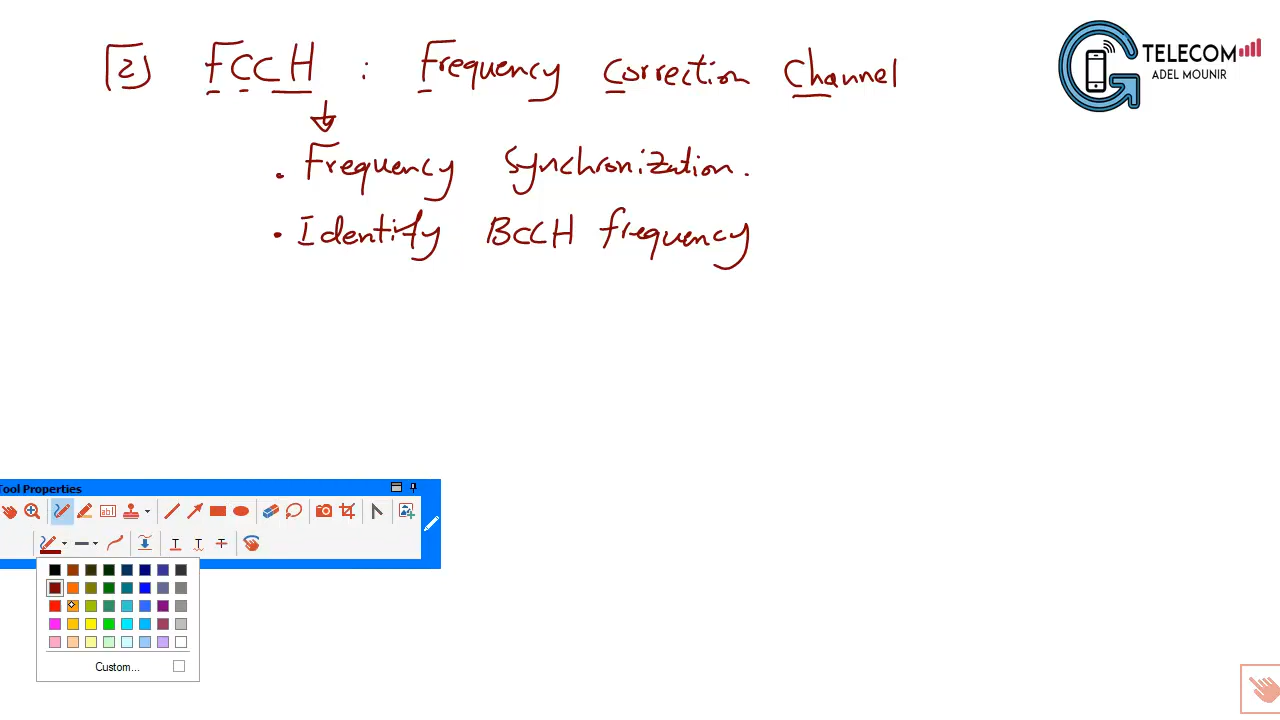 [2] FCCH : Frequency Correction Channel
TELECOM
ADEL MOUNIR
. Frequency Synchronization.
. Identify BCCH frequency
Tool Properties
Custom...